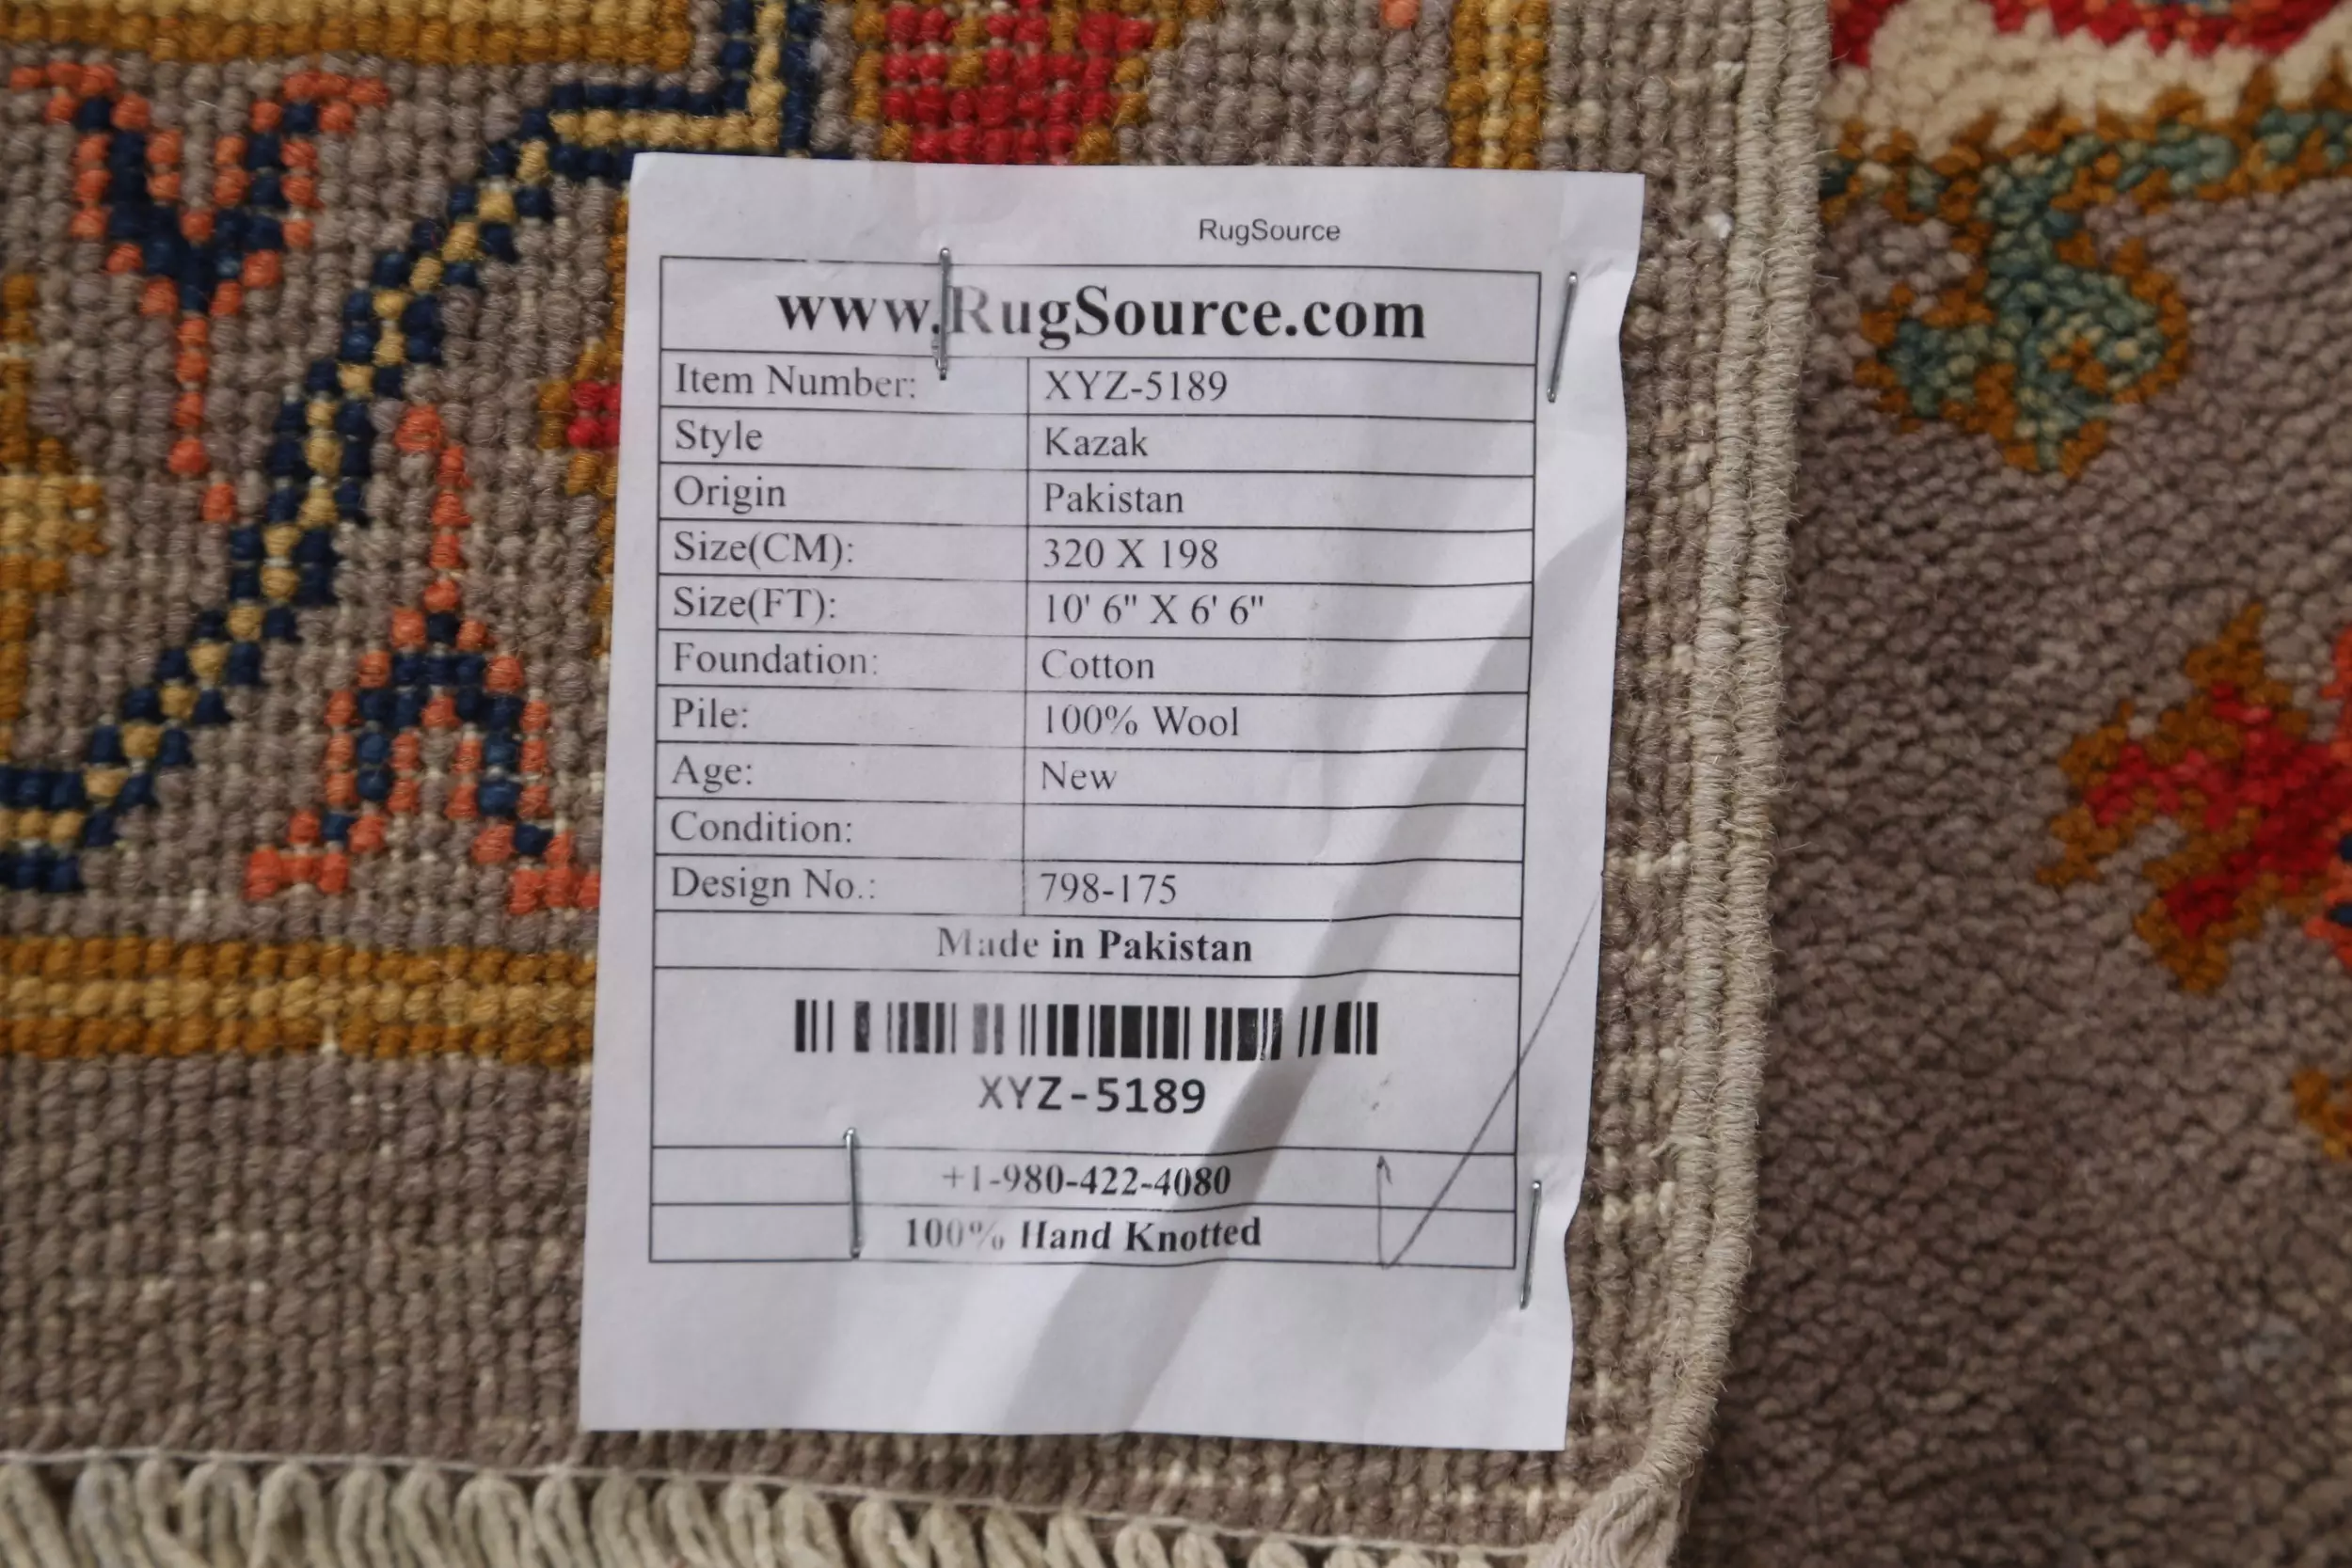 RugSource
www.RugSource.com
Item Number: XYZ-5189
Style Kazak
Origin Pakistan
Size(CM): 320 X 198
Size(FT): 10' 6" X 6' 6"
Foundation: Cotton
Pile: 100% Wool
Age: New
Condition:
Design No.: 798-175
Made in Pakistan
XYZ-5189
+1-980-422-4080
100% Hand Knotted